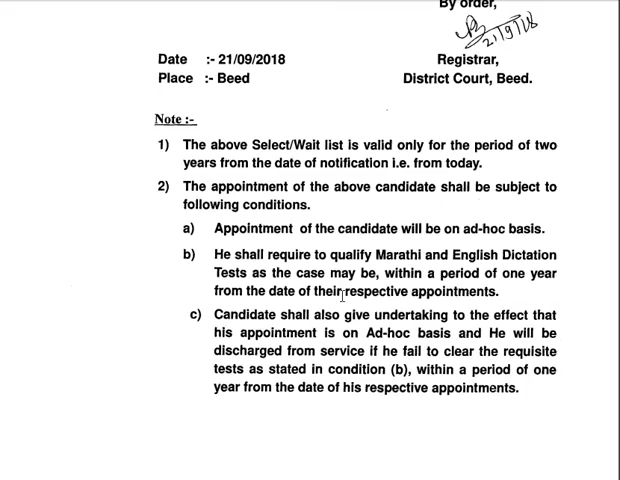 By order,
21/9/18
Date :- 21/09/2018 Registrar,
Place :- Beed District Court, Beed.
Note :-
1) The above Select/Wait list is valid only for the period of two
years from the date of notification i.e. from today.
2) The appointment of the above candidate shall be subject to
following conditions.
a) Appointment of the candidate will be on ad-hoc basis.
b) He shall require to qualify Marathi and English Dictation
Tests as the case may be, within a period of one year
from the date of their respective appointments.
c) Candidate shall also give undertaking to the effect that
his appointment is on Ad-hoc basis and He will be
discharged from service if he fail to clear the requisite
tests as stated in condition (b), within a period of one
year from the date of his respective appointments.